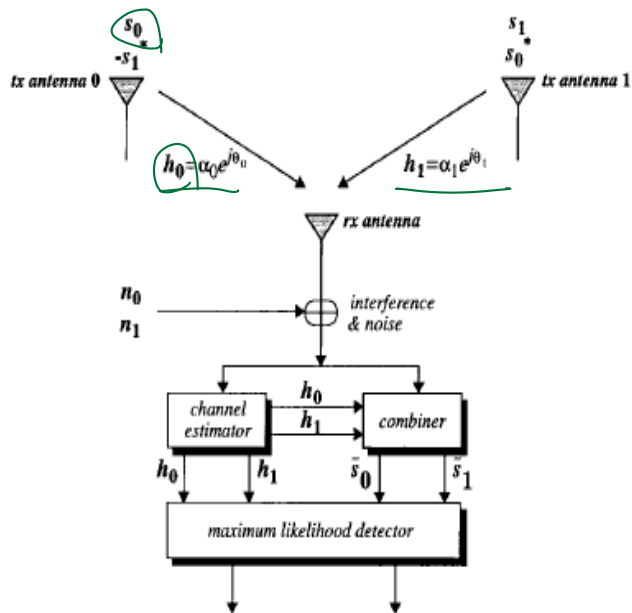 s₀ s₁
-s₁* s₀*
tx antenna 0 tx antenna 1
h₀=α₀e^{jθ₀} h₁=α₁e^{jθ₁}
rx antenna
n₀
n₁
interference
& noise
channel
estimator
h₀
h₁
combiner
h₀ h₁ s̃₀ s̃₁
maximum likelihood detector